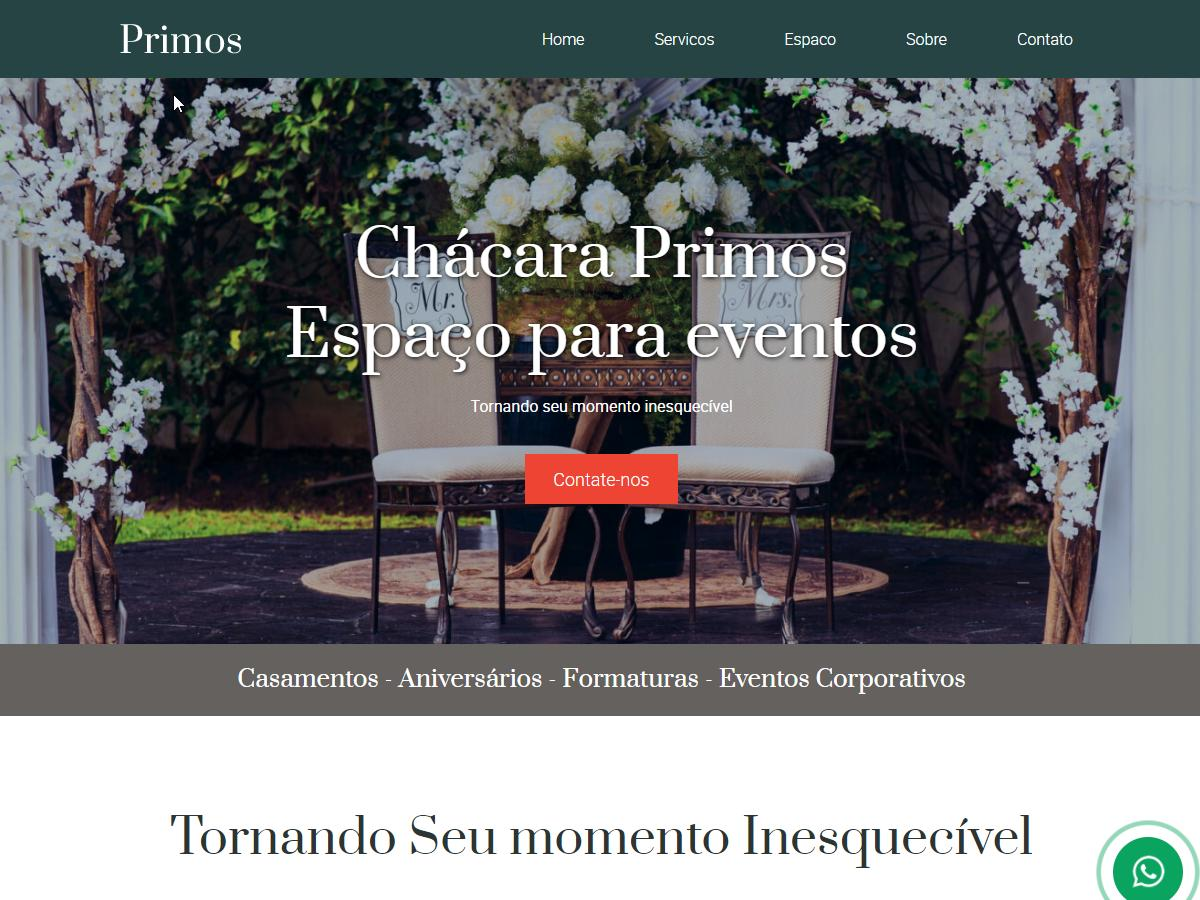 Primos
Home Servicos Espaco Sobre Contato
Chácara Primos
Mr. Mrs.
Espaço para eventos
Tornando seu momento inesquecível
Contate-nos
Casamentos - Aniversários - Formaturas - Eventos Corporativos
Tornando Seu momento Inesquecível